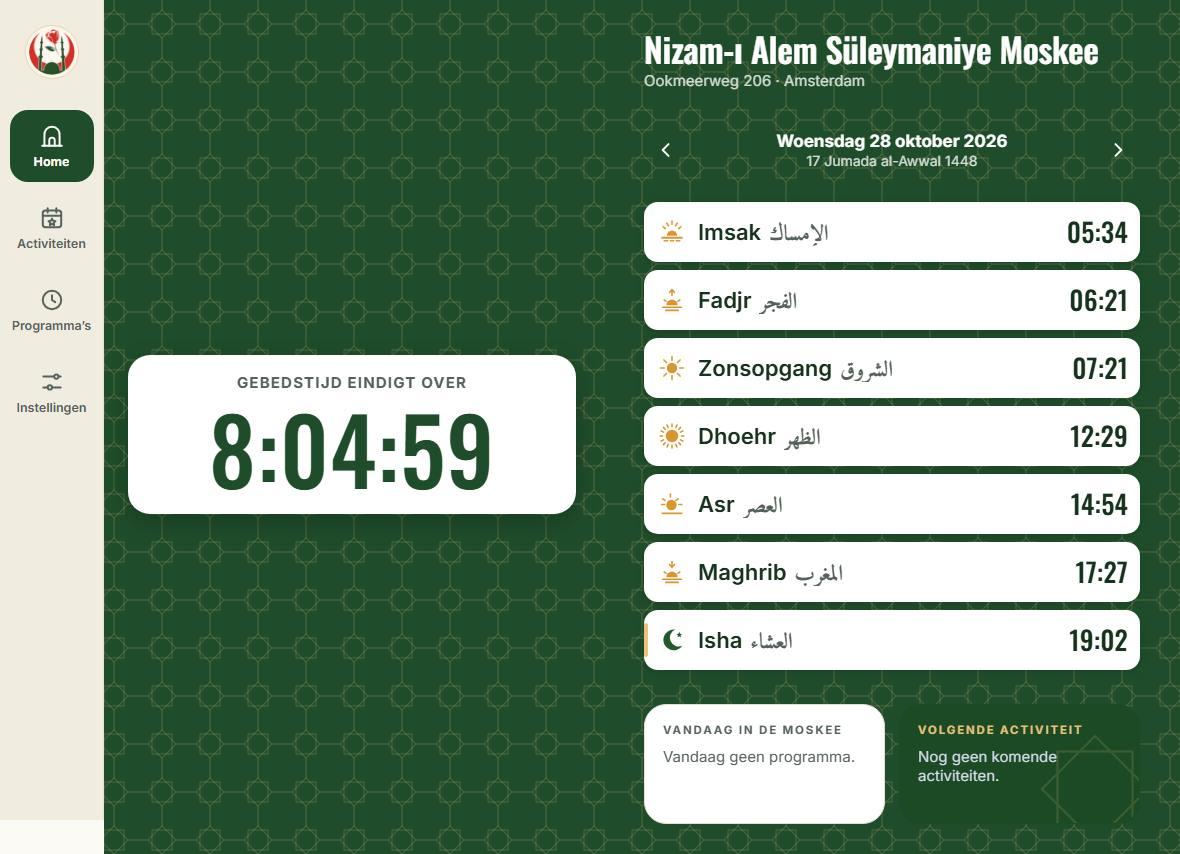 Home
Activiteiten
Programma's
Instellingen
GEBEDSTIJD EINDIGT OVER
8:04:59
Nizam-ı Alem Süleymaniye Moskee
Ookmeerweg 206 · Amsterdam
Woensdag 28 oktober 2026
17 Jumada al-Awwal 1448
Imsak الإمساك 05:34
Fadjr الفجر 06:21
Zonsopgang الشروق 07:21
Dhoehr الظهر 12:29
Asr العصر 14:54
Maghrib المغرب 17:27
Isha العشاء 19:02
VANDAAG IN DE MOSKEE
Vandaag geen programma.
VOLGENDE ACTIVITEIT
Nog geen komende
activiteiten.